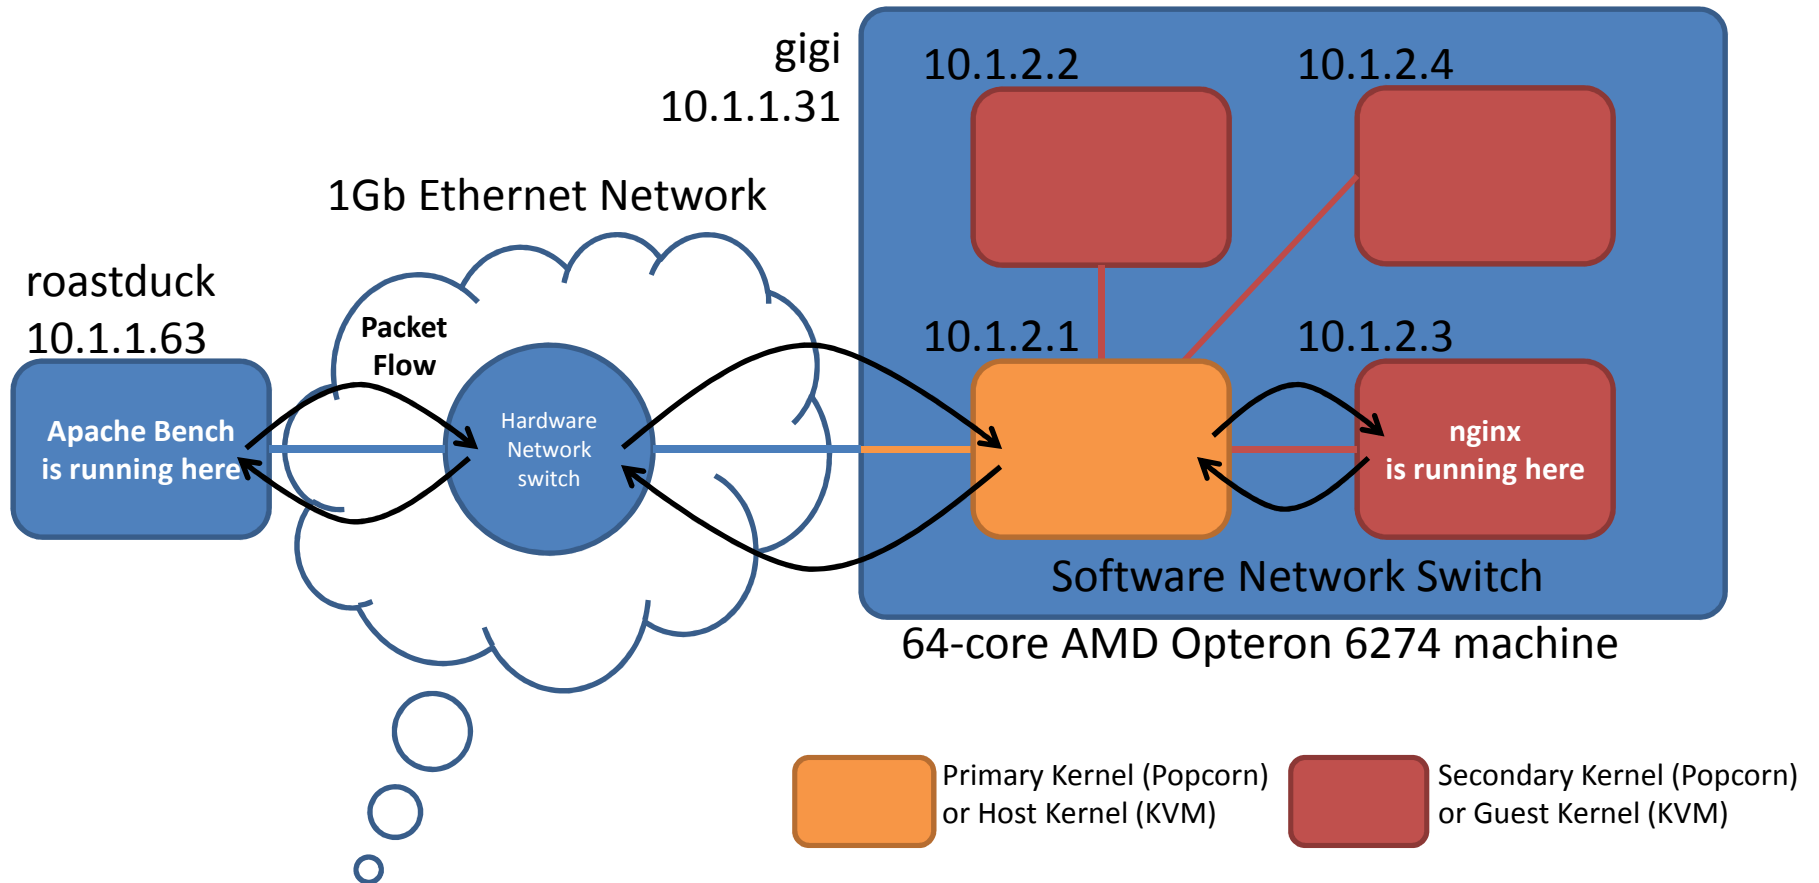 gigi
10.1.1.31
10.1.2.2
10.1.2.4
1Gb Ethernet Network
roastduck
10.1.1.63
Packet
Flow
10.1.2.1
10.1.2.3
Apache Bench
is running here
Hardware
Network
switch
nginx
is running here
Software Network Switch
64-core AMD Opteron 6274 machine
Primary Kernel (Popcorn)
or Host Kernel (KVM)
Secondary Kernel (Popcorn)
or Guest Kernel (KVM)